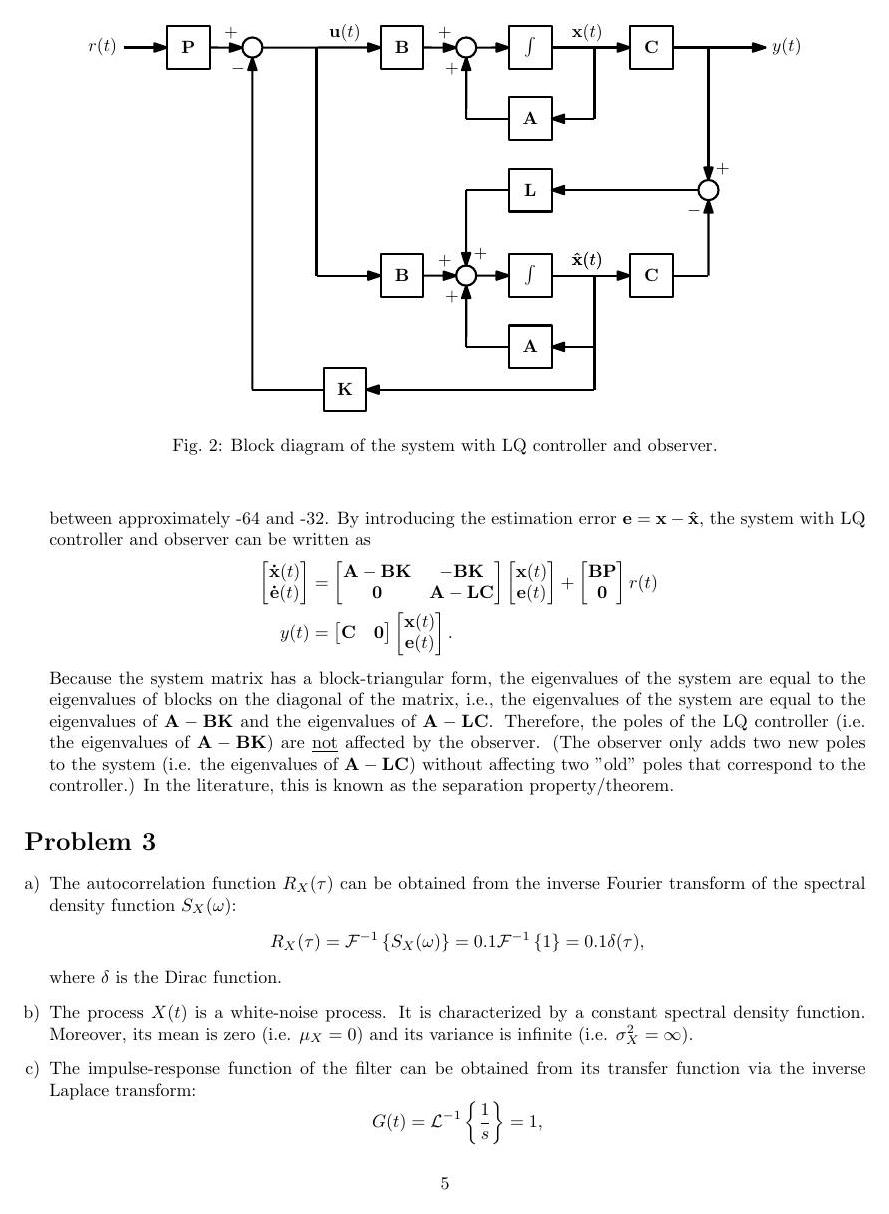 r(t) P + − u(t) B + + ∫ x(t) C y(t)
A
+
L
−
B + + + ∫ x̂(t) C
A
K
Fig. 2: Block diagram of the system with LQ controller and observer.
between approximately -64 and -32. By introducing the estimation error e = x − x̂, the system with LQ
controller and observer can be written as
[ẋ(t) ė(t)] = [A − BK −BK 0 A − LC] [x(t) e(t)] + [BP 0] r(t)
y(t) = [C 0] [x(t) e(t)].
Because the system matrix has a block-triangular form, the eigenvalues of the system are equal to the
eigenvalues of blocks on the diagonal of the matrix, i.e., the eigenvalues of the system are equal to the
eigenvalues of A − BK and the eigenvalues of A − LC. Therefore, the poles of the LQ controller (i.e.
the eigenvalues of A − BK) are not affected by the observer. (The observer only adds two new poles
to the system (i.e. the eigenvalues of A − LC) without affecting two ”old” poles that correspond to the
controller.) In the literature, this is known as the separation property/theorem.
Problem 3
a) The autocorrelation function R_X(τ) can be obtained from the inverse Fourier transform of the spectral
density function S_X(ω):
R_X(τ) = F⁻¹ {S_X(ω)} = 0.1F⁻¹ {1} = 0.1δ(τ),
where δ is the Dirac function.
b) The process X(t) is a white-noise process. It is characterized by a constant spectral density function.
Moreover, its mean is zero (i.e. μ_X = 0) and its variance is infinite (i.e. σ²_X = ∞).
c) The impulse-response function of the filter can be obtained from its transfer function via the inverse
Laplace transform:
G(t) = L⁻¹ {1/s} = 1,
5